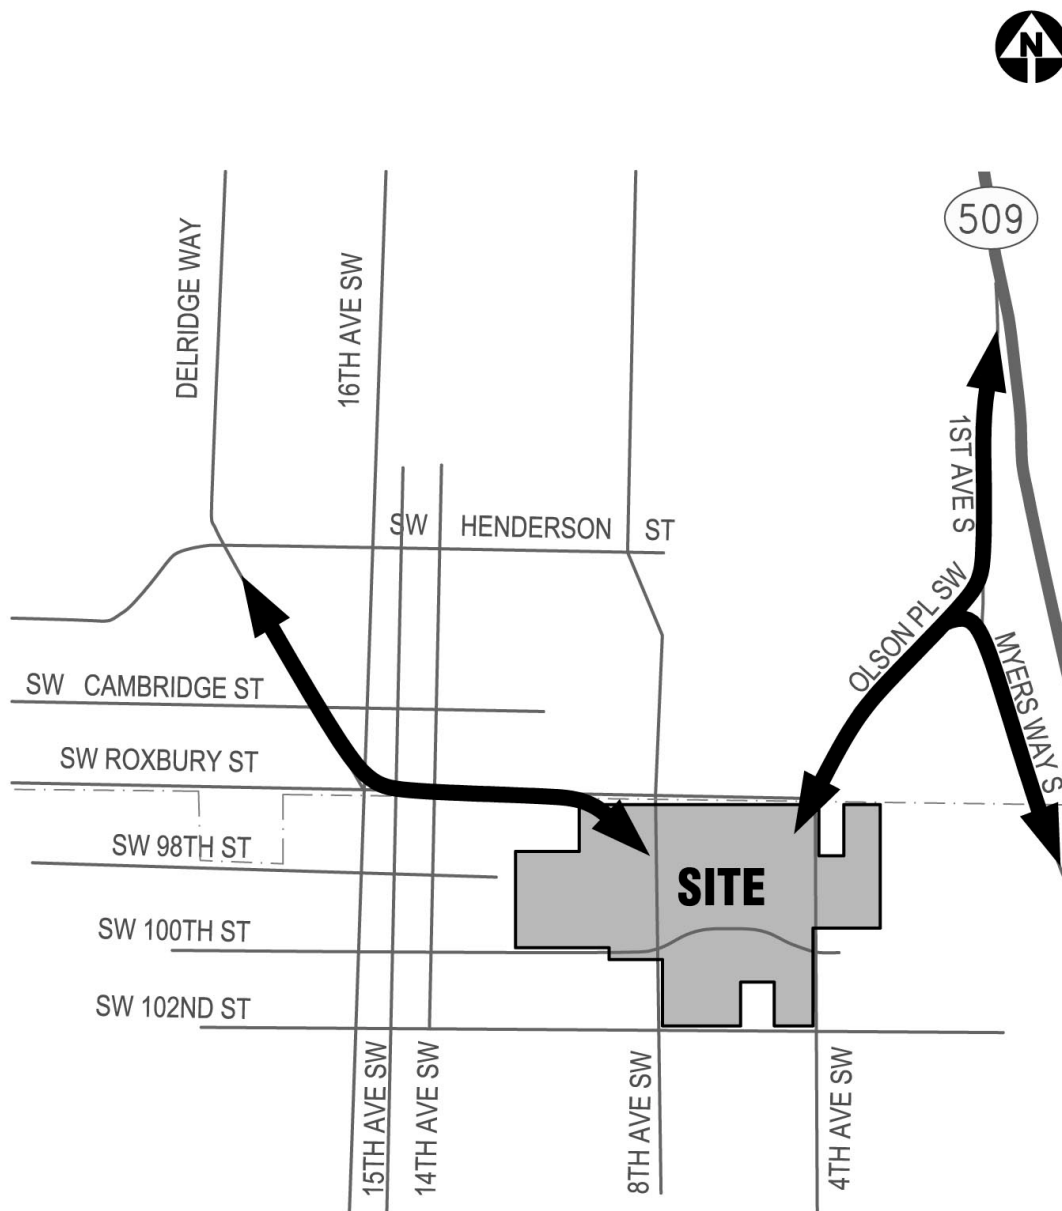 N
509
DELRIDGE WAY
16TH AVE SW
1ST AVE S
SW HENDERSON ST
OLSON PL SW
MYERS WAY S
SW CAMBRIDGE ST
SW ROXBURY ST
SW 98TH ST
SITE
SW 100TH ST
SW 102ND ST
15TH AVE SW
14TH AVE SW
8TH AVE SW
4TH AVE SW